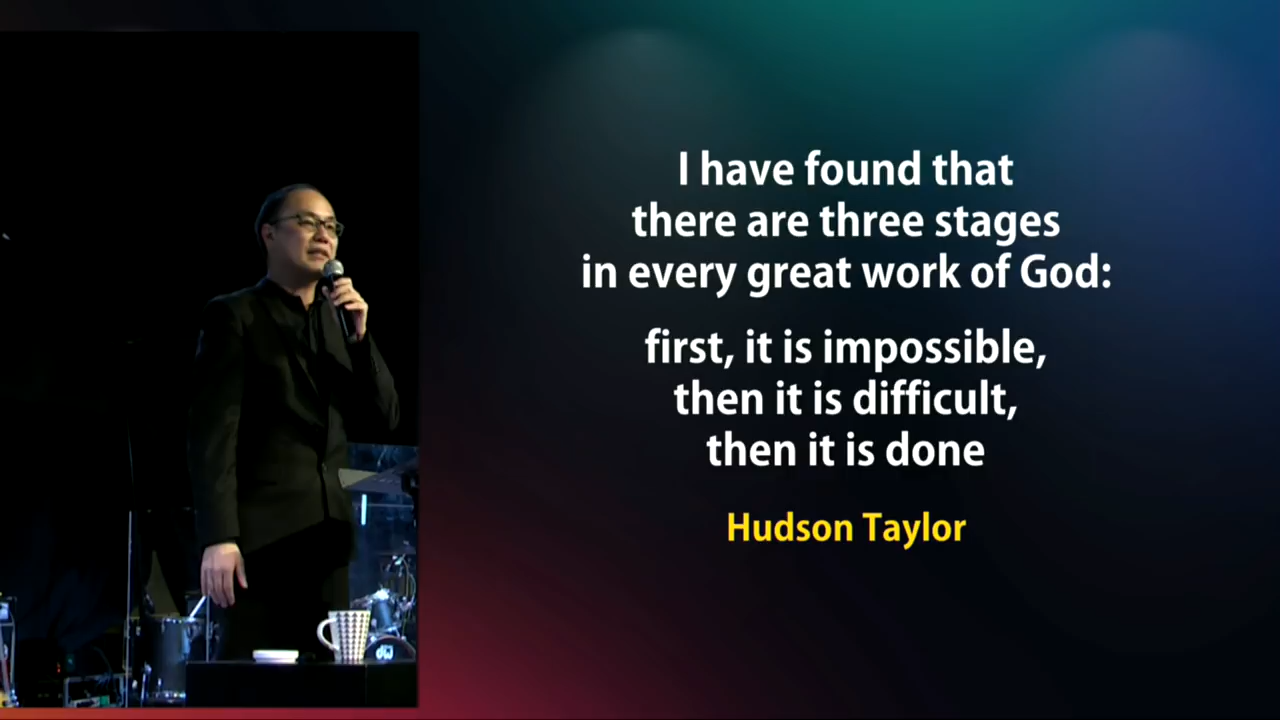 I have found that
there are three stages
in every great work of God:
first, it is impossible,
then it is difficult,
then it is done
Hudson Taylor
dw